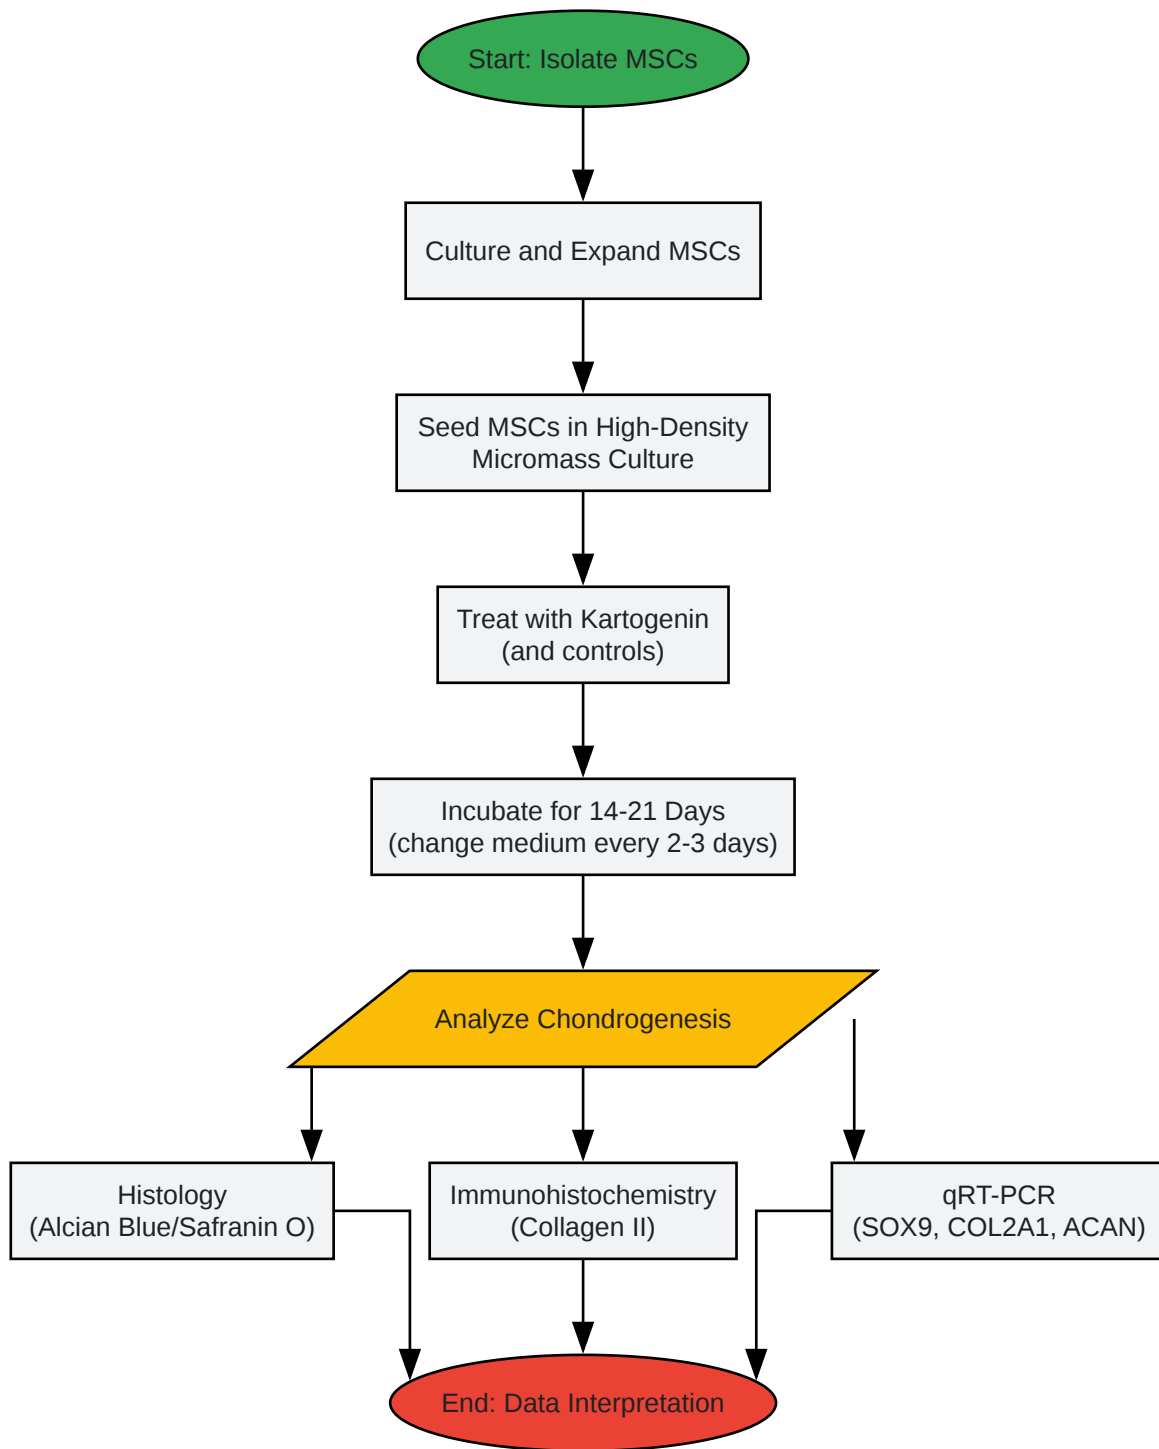 Start: Isolate MSCs
Culture and Expand MSCs
Seed MSCs in High-Density
Micromass Culture
Treat with Kartogenin
(and controls)
Incubate for 14-21 Days
(change medium every 2-3 days)
Analyze Chondrogenesis
Histology
(Alcian Blue/Safranin O)
Immunohistochemistry
(Collagen II)
qRT-PCR
(SOX9, COL2A1, ACAN)
End: Data Interpretation